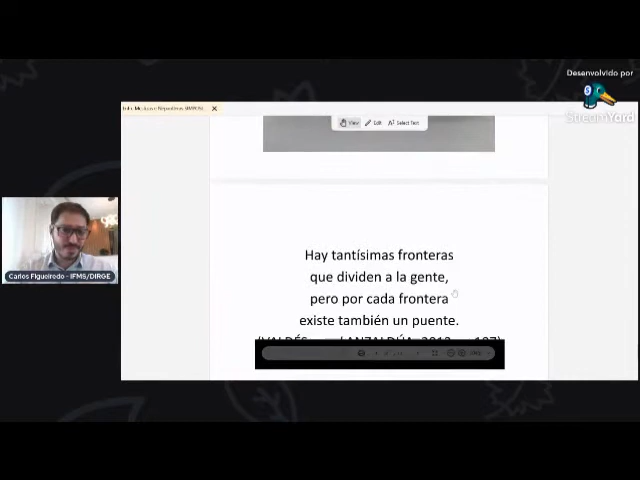 Desenvolvido por
StreamYard
View Edit Select Text
Carlos Figueiredo - IFMS/DIRGE
Hay tantísimas fronteras
que dividen a la gente,
pero por cada frontera
existe también un puente.